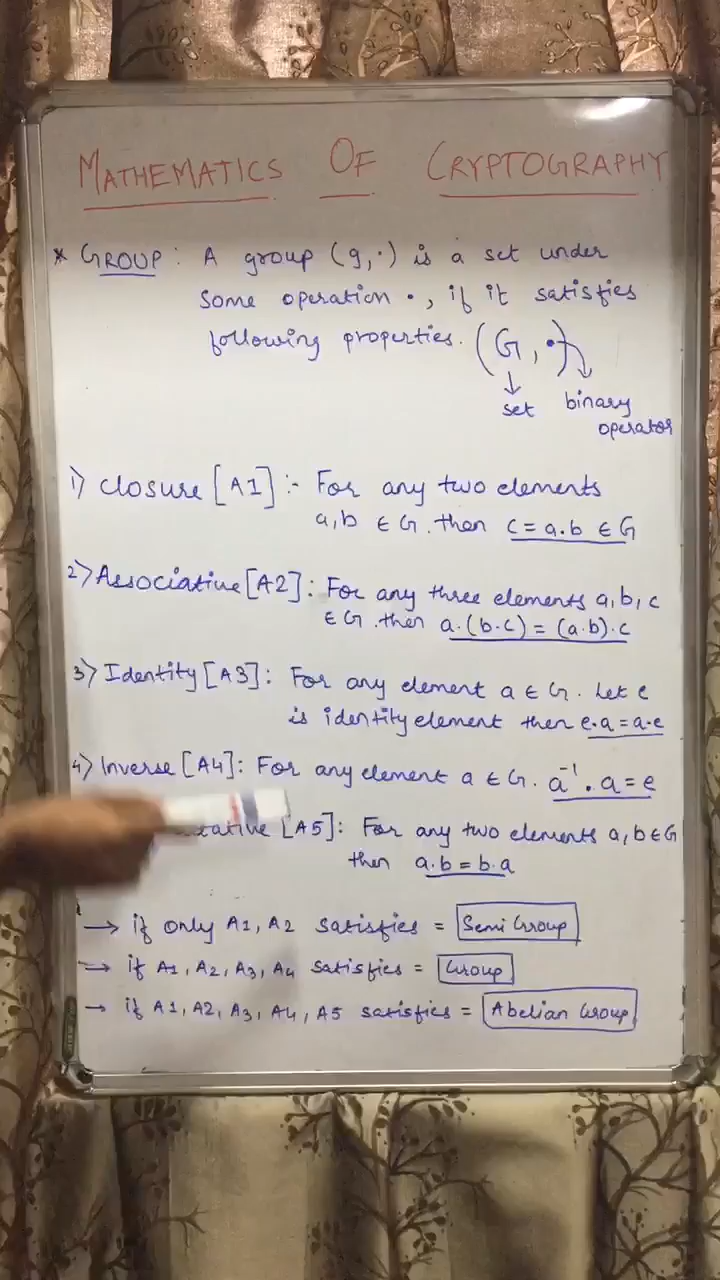 MATHEMATICS OF CRYPTOGRAPHY
* GROUP : A group (g, ·) is a set under
some operation · , if it satisfies
following properties. (G, ·)
set binary
operator
1) Closure [A1] :- For any two elements
a, b ∈ G . then c = a.b ∈ G
2) Associative [A2] : For any three elements a, b, c
∈ G . then a.(b.c) = (a.b).c
3) Identity [A3] : For any element a ∈ G. Let e
is identity element then e.a = a.e
4) Inverse [A4] : For any element a ∈ G. a⁻¹ . a = e
[A5] : For any two elements a, b ∈ G
then a.b = b.a
→ if only A1, A2 satisfies = Semi Group
→ if A1, A2, A3, A4 satisfies = Group
→ if A1, A2, A3, A4, A5 satisfies = Abelian Group